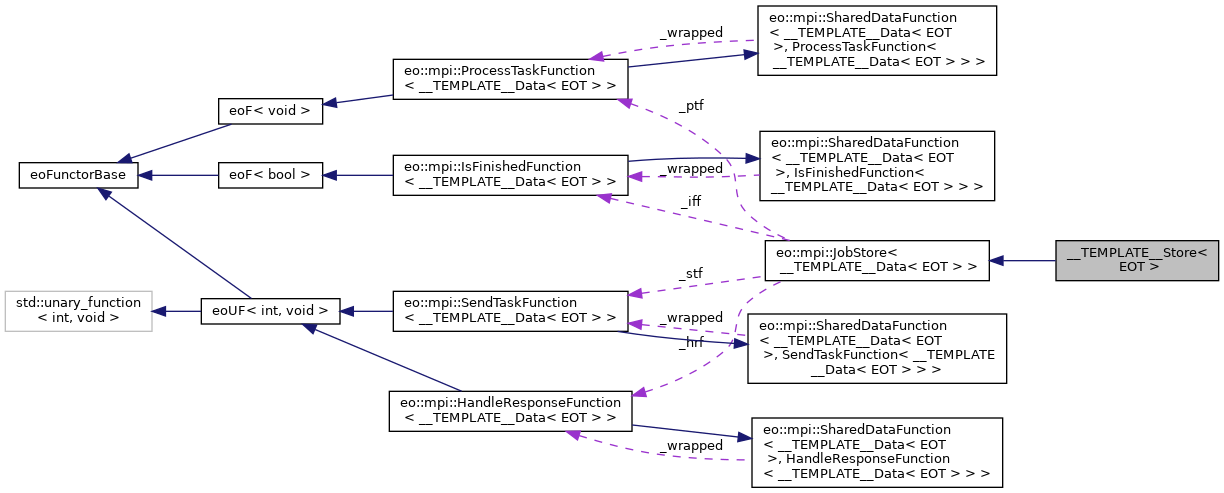 eo::mpi::SharedDataFunction
< __TEMPLATE__Data< EOT
>, ProcessTaskFunction<
__TEMPLATE__Data< EOT > > >
_wrapped
eo::mpi::ProcessTaskFunction
< __TEMPLATE__Data< EOT > >
eoF< void >
_ptf
eo::mpi::SharedDataFunction
< __TEMPLATE__Data< EOT
>, IsFinishedFunction<
__TEMPLATE__Data< EOT > > >
_wrapped
eo::mpi::IsFinishedFunction
< __TEMPLATE__Data< EOT > >
eoF< bool >
eoFunctorBase
_iff
eo::mpi::JobStore<
__TEMPLATE__Data< EOT > >
__TEMPLATE__Store<
EOT >
_stf
std::unary_function
< int, void >
eoUF< int, void >
eo::mpi::SendTaskFunction
< __TEMPLATE__Data< EOT > >
_wrapped
_hrf
eo::mpi::SharedDataFunction
< __TEMPLATE__Data< EOT
>, SendTaskFunction< __TEMPLATE
__Data< EOT > > >
eo::mpi::HandleResponseFunction
< __TEMPLATE__Data< EOT > >
_wrapped
eo::mpi::SharedDataFunction
< __TEMPLATE__Data< EOT
>, HandleResponseFunction
< __TEMPLATE__Data< EOT > > >